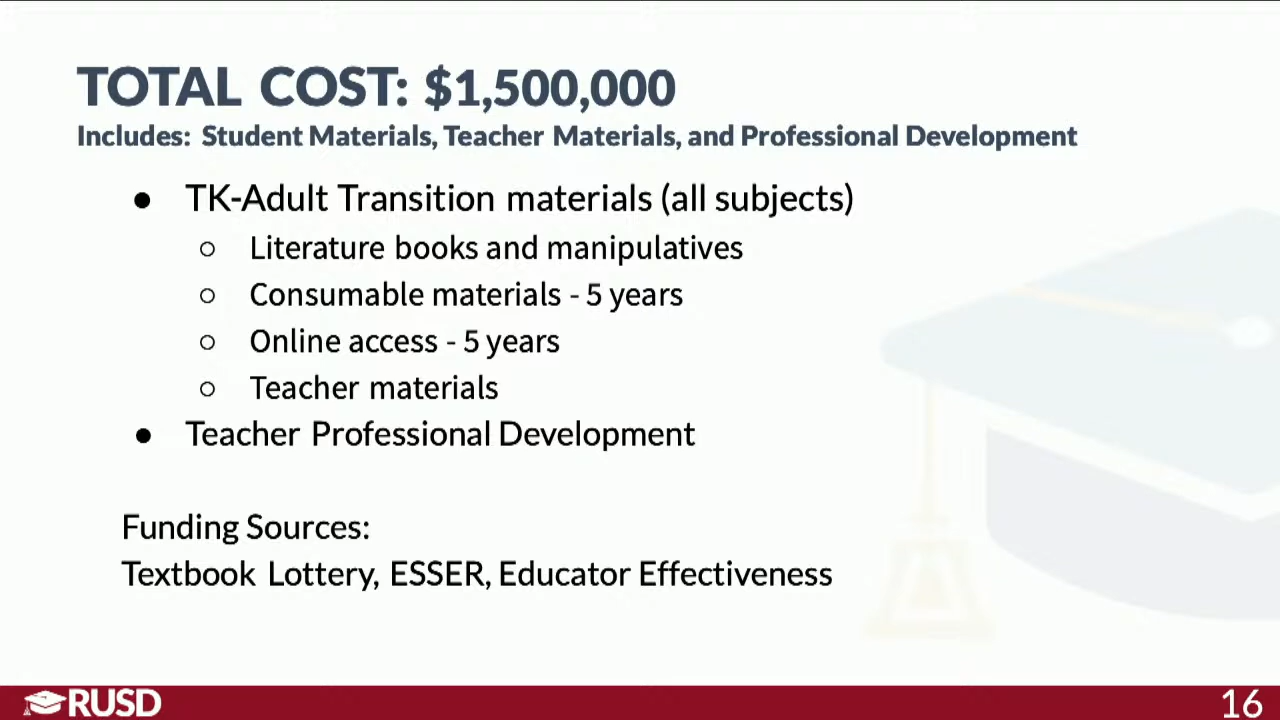 TOTAL COST: $1,500,000
Includes: Student Materials, Teacher Materials, and Professional Development
● TK-Adult Transition materials (all subjects)
○ Literature books and manipulatives
○ Consumable materials - 5 years
○ Online access - 5 years
○ Teacher materials
● Teacher Professional Development
Funding Sources:
Textbook Lottery, ESSER, Educator Effectiveness
RUSD
16